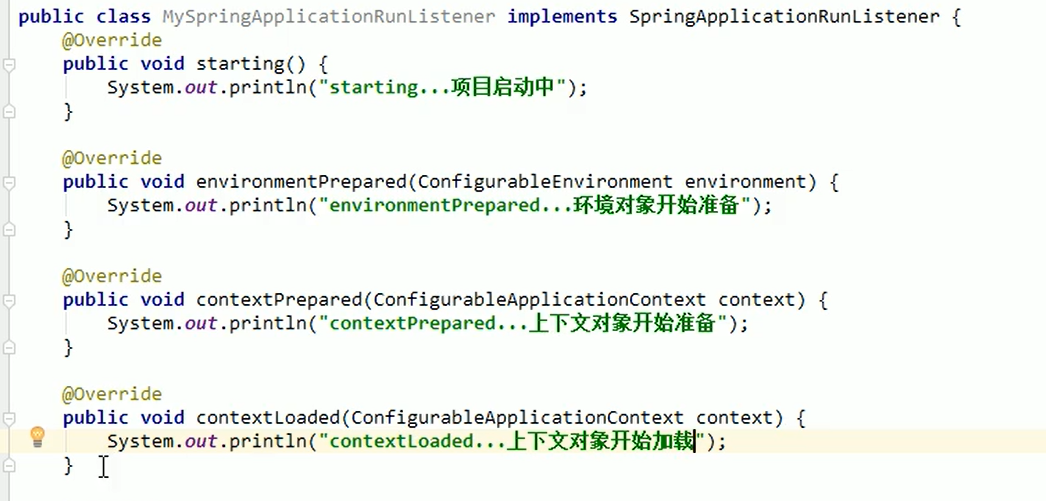 public class MySpringApplicationRunListener implements SpringApplicationRunListener {
@Override
public void starting() {
System.out.println("starting...项目启动中");
}
@Override
public void environmentPrepared(ConfigurableEnvironment environment) {
System.out.println("environmentPrepared...环境对象开始准备");
}
@Override
public void contextPrepared(ConfigurableApplicationContext context) {
System.out.println("contextPrepared...上下文对象开始准备");
}
@Override
public void contextLoaded(ConfigurableApplicationContext context) {
System.out.println("contextLoaded...上下文对象开始加载");
}